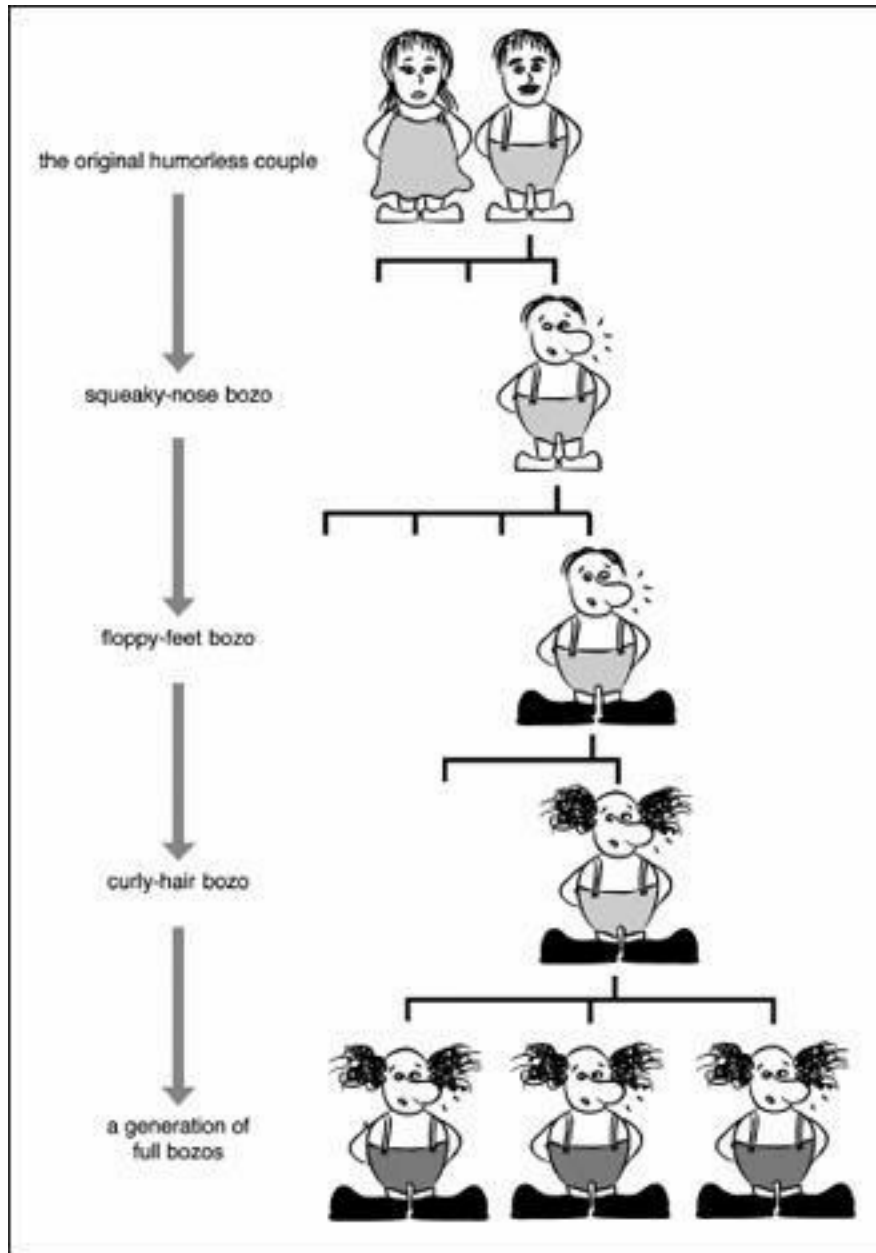 the original humorless couple
squeaky-nose bozo
floppy-feet bozo
curly-hair bozo
a generation of
full bozos